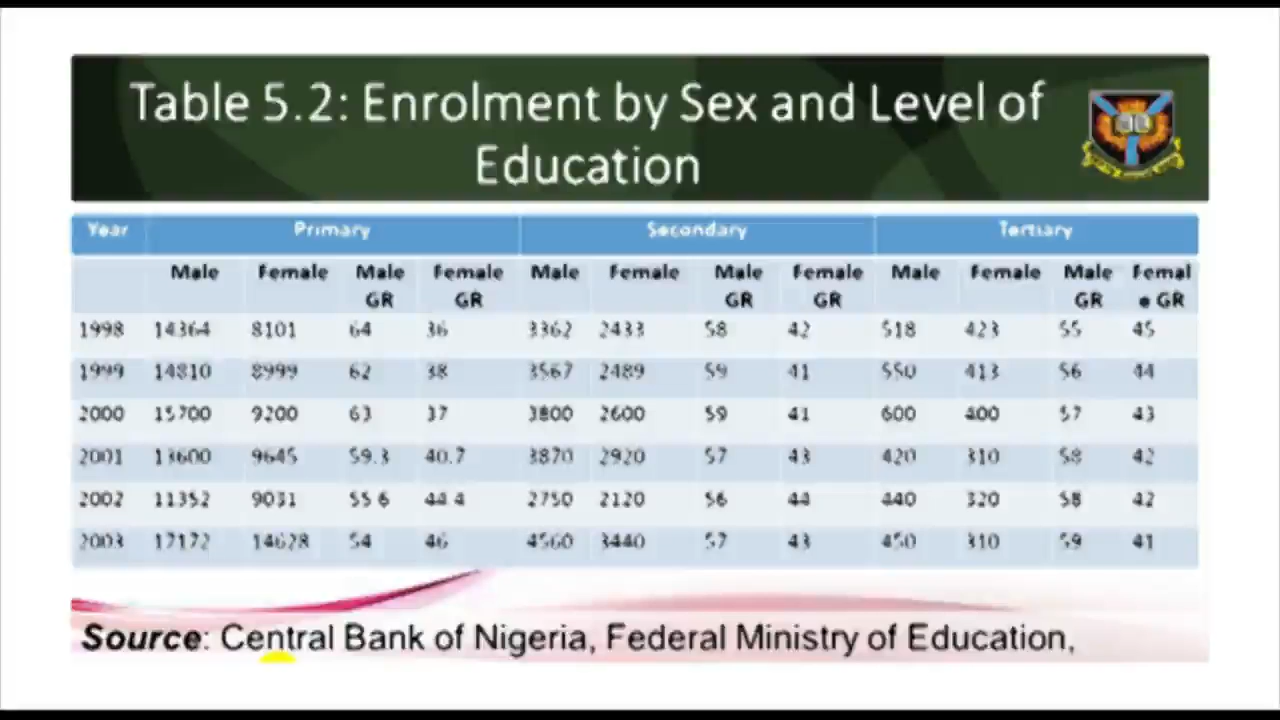 Table 5.2: Enrolment by Sex and Level of
Education
Year Primary Secondary Tertiary
Male Female Male Female Male Female Male Female Male Female Male Femal
GR GR GR GR GR e GR
1998 14364 8101 64 36 3362 2433 58 42 518 423 55 45
1999 14810 8999 62 38 3567 2489 59 41 550 413 56 44
2000 15700 9200 63 37 3800 2600 59 41 600 400 57 43
2001 13600 9645 59.3 40.7 3870 2920 57 43 420 310 58 42
2002 11352 9031 55 6 44 4 2750 2120 56 44 440 320 58 42
2003 17172 14628 54 46 4560 3440 57 43 450 310 59 41
Source: Central Bank of Nigeria, Federal Ministry of Education,